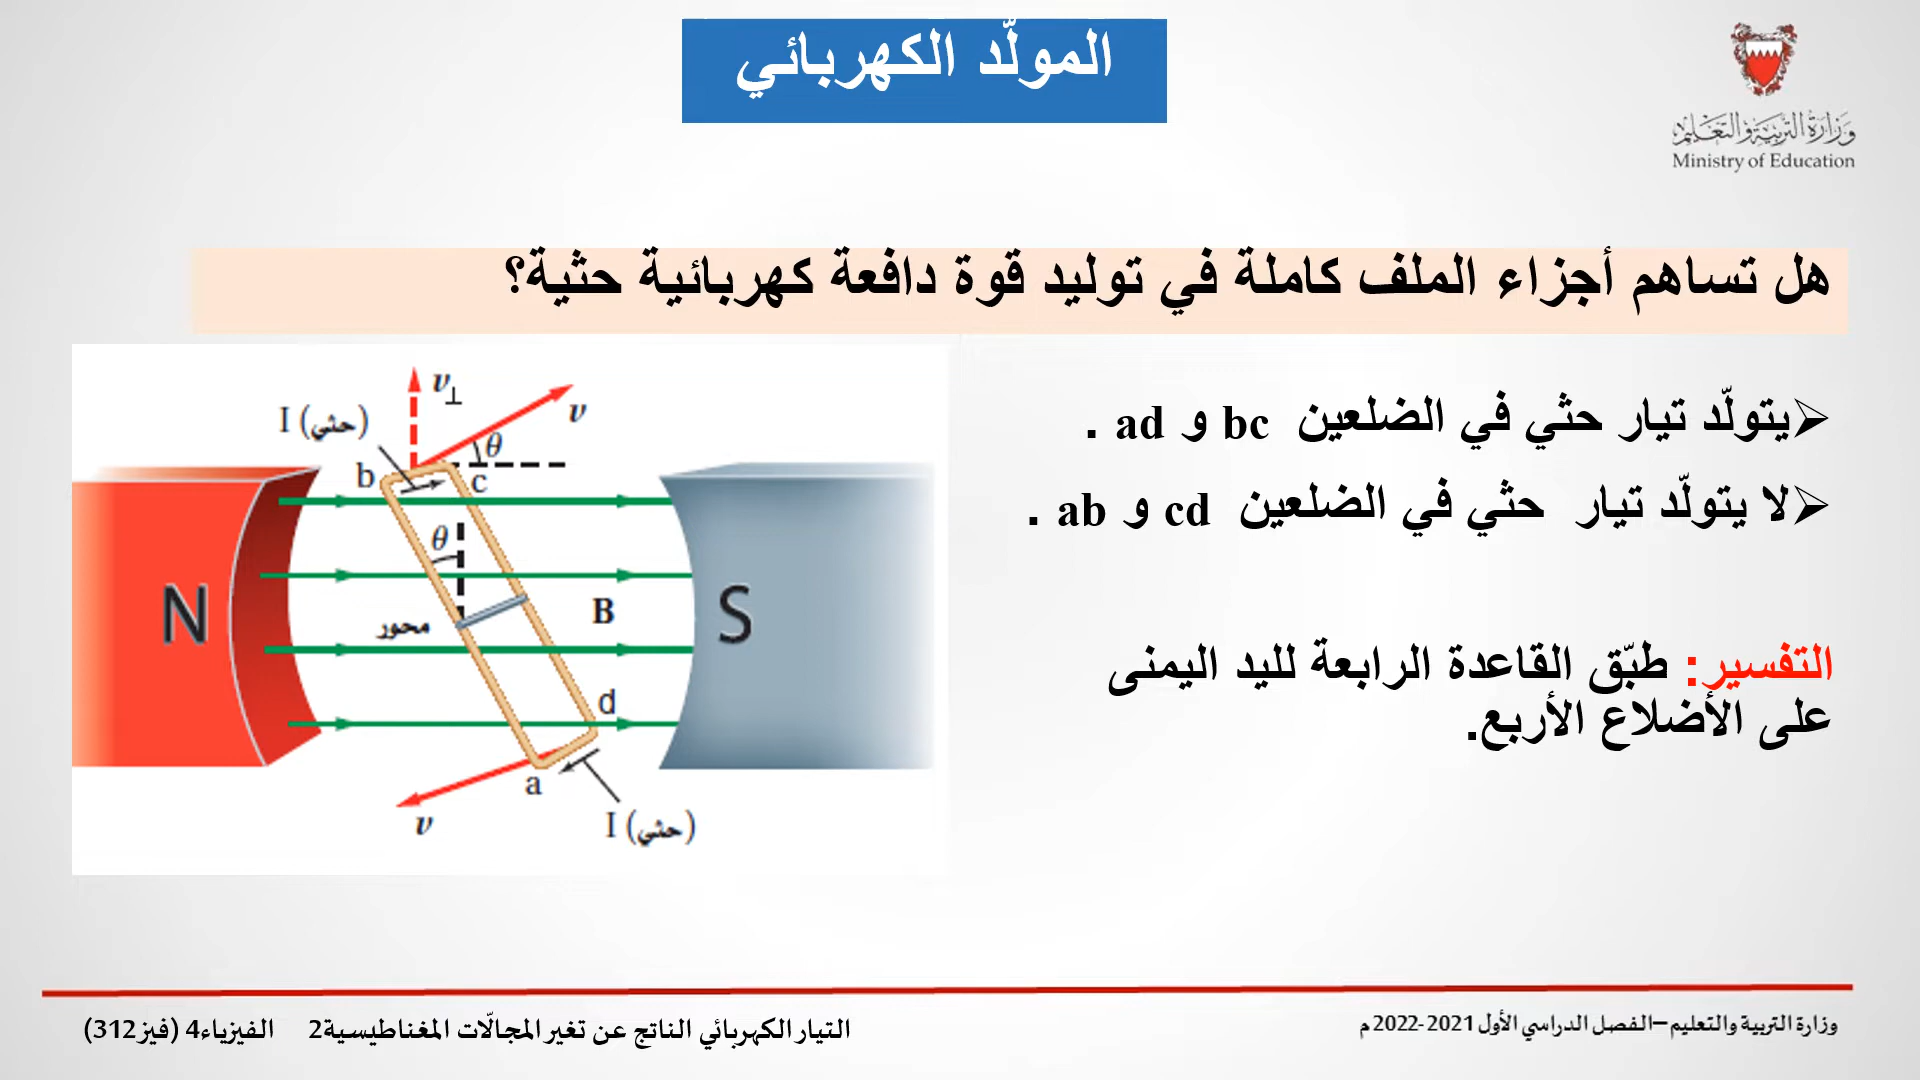 المولّد الكهربائي
وزارة التربية والتعليم
Ministry of Education
هل تساهم أجزاء الملف كاملة في توليد قوة دافعة كهربائية حثية؟
يتولّد تيار حثي في الضلعين bc و ad .
لا يتولّد تيار حثي في الضلعين cd و ab .
التفسير: طبّق القاعدة الرابعة لليد اليمنى
على الأضلاع الأربع.
v⊥
v
I (حثي)
θ
b
c
θ
N
B
S
محور
d
a
v
I (حثي)
وزارة التربية والتعليم–الفصل الدراسي الأول 2021-2022م
التيار الكهربائي الناتج عن تغير المجالّات المغناطيسية2 الفيزياء4 (فيز312)